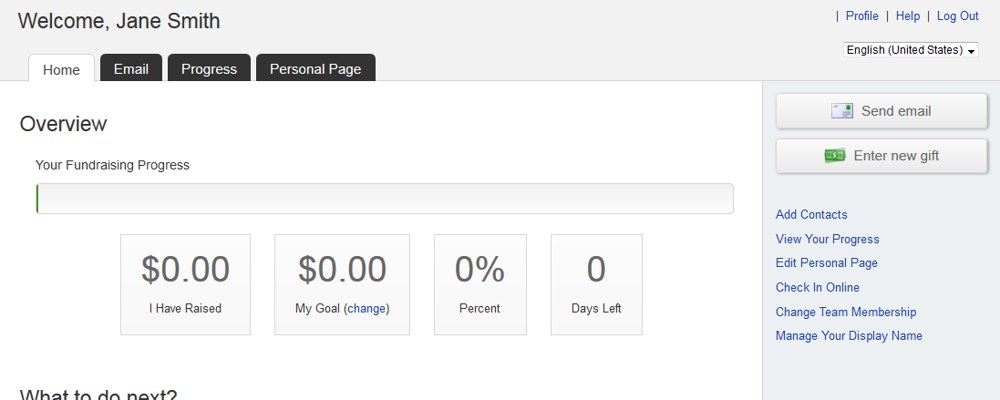 Welcome, Jane Smith
| Profile | Help | Log Out
English (United States)
Home Email Progress Personal Page
Send email
Enter new gift
Overview
Your Fundraising Progress
$0.00 $0.00 0% 0
I Have Raised My Goal (change) Percent Days Left
Add Contacts
View Your Progress
Edit Personal Page
Check In Online
Change Team Membership
Manage Your Display Name
What to do next?